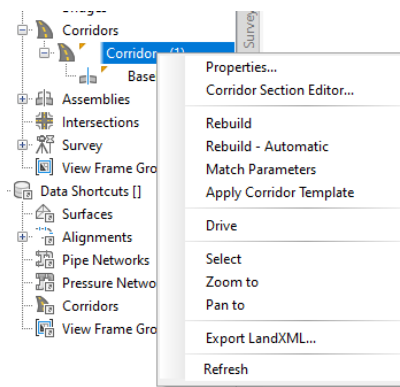 Corridors
Corridor (1)
Base
Assemblies
Intersections
Survey
View Frame Gro
Data Shortcuts []
Surfaces
Alignments
Pipe Networks
Pressure Netwo
Corridors
View Frame Gro
Survey
Properties...
Corridor Section Editor...
Rebuild
Rebuild - Automatic
Match Parameters
Apply Corridor Template
Drive
Select
Zoom to
Pan to
Export LandXML...
Refresh